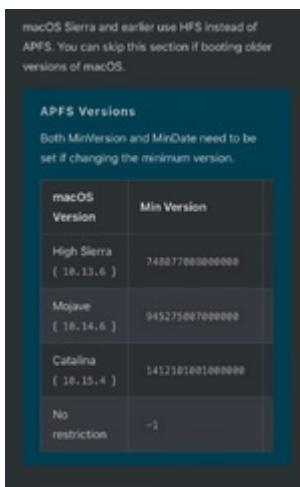 macOS Sierra and earlier use HFS instead of
APFS. You can skip this section if booting older
versions of macOS.
APFS Versions
Both MinVersion and MinDate need to be
set if changing the minimum version.
macOS
Version
Min Version
High Sierra
( 10.13.6 )
748077008000000
Mojave
( 10.14.6 )
945275007000000
Catalina
( 10.15.4 )
1412101001000000
No
restriction
-1